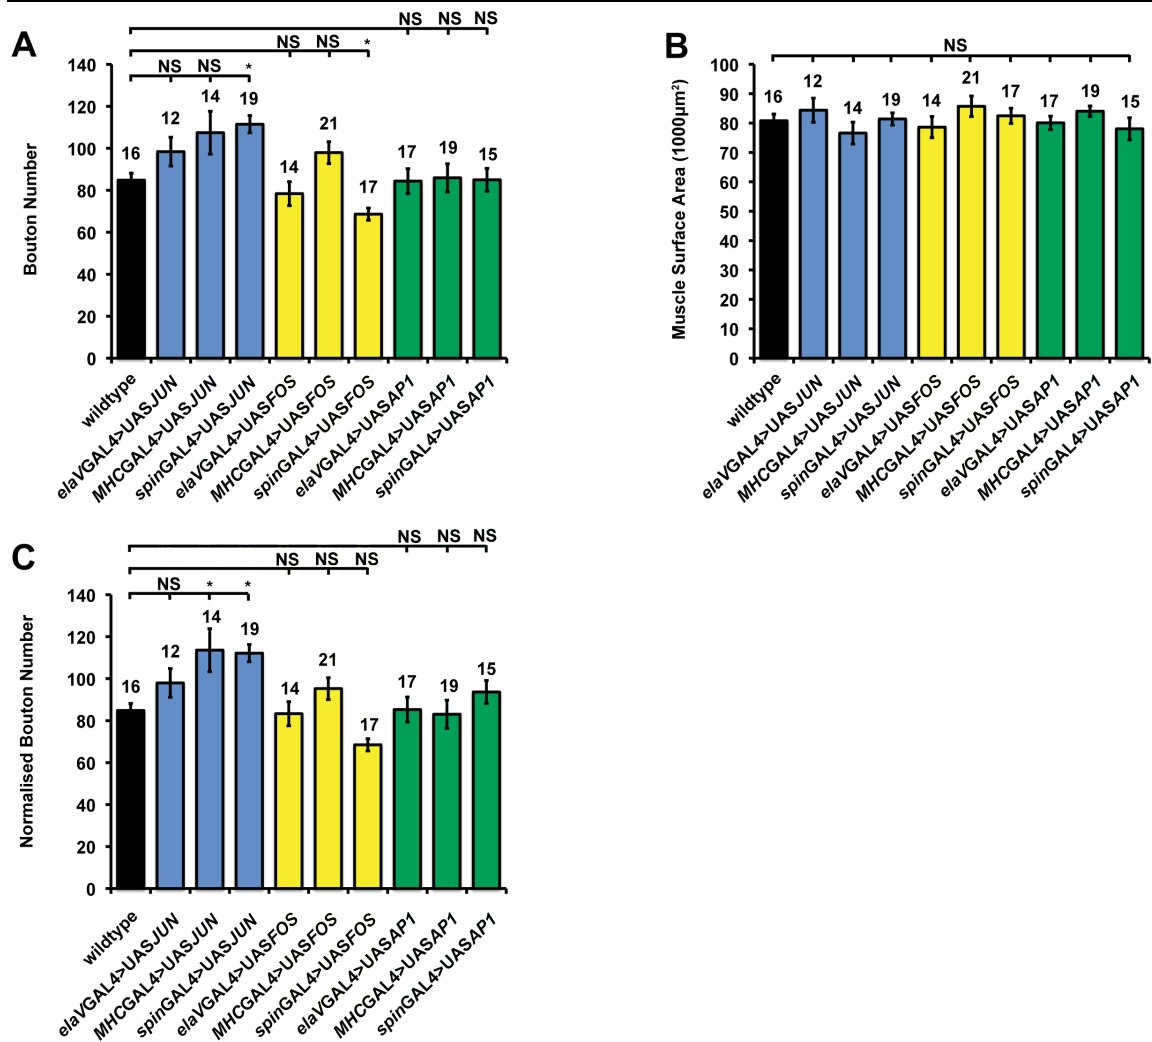 A
NS NS NS
NS NS *
NS NS *
Bouton Number
140
120
100
80
60
40
20
0
16 12 14 19 14 21 17 17 19 15
wildtype
elaVGAL4>UASJUN
MHCGAL4>UASJUN
spinGAL4>UASJUN
elaVGAL4>UASFOS
MHCGAL4>UASFOS
spinGAL4>UASFOS
elaVGAL4>UASAP1
MHCGAL4>UASAP1
spinGAL4>UASAP1
B
NS
Muscle Surface Area (1000µm²)
100
90
80
70
60
50
40
30
20
10
0
16 12 14 19 14 21 17 17 19 15
wildtype
elaVGAL4>UASJUN
MHCGAL4>UASJUN
spinGAL4>UASJUN
elaVGAL4>UASFOS
MHCGAL4>UASFOS
spinGAL4>UASFOS
elaVGAL4>UASAP1
MHCGAL4>UASAP1
spinGAL4>UASAP1
C
NS NS NS
NS NS NS
NS * *
Normalised Bouton Number
140
120
100
80
60
40
20
0
16 12 14 19 14 21 17 17 19 15
wildtype
elaVGAL4>UASJUN
MHCGAL4>UASJUN
spinGAL4>UASJUN
elaVGAL4>UASFOS
MHCGAL4>UASFOS
spinGAL4>UASFOS
elaVGAL4>UASAP1
MHCGAL4>UASAP1
spinGAL4>UASAP1